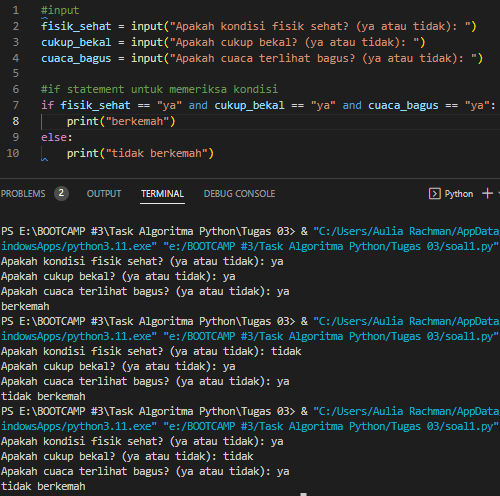 1 #input
2 fisik_sehat = input("Apakah kondisi fisik sehat? (ya atau tidak): ")
3 cukup_bekal = input("Apakah cukup bekal? (ya atau tidak): ")
4 cuaca_bagus = input("Apakah cuaca terlihat bagus? (ya atau tidak): ")
5
6 #if statement untuk memeriksa kondisi
7 if fisik_sehat == "ya" and cukup_bekal == "ya" and cuaca_bagus == "ya":
8 print("berkemah")
9 else:
10 print("tidak berkemah")
PROBLEMS 2 OUTPUT TERMINAL DEBUG CONSOLE Python
PS E:\BOOTCAMP #3\Task Algoritma Python\Tugas 03> & "C:/Users/Aulia Rachman/AppData
indowsApps/python3.11.exe" "e:/BOOTCAMP #3/Task Algoritma Python/Tugas 03/soal1.py"
Apakah kondisi fisik sehat? (ya atau tidak): ya
Apakah cukup bekal? (ya atau tidak): ya
Apakah cuaca terlihat bagus? (ya atau tidak): ya
berkemah
PS E:\BOOTCAMP #3\Task Algoritma Python\Tugas 03> & "C:/Users/Aulia Rachman/AppData
indowsApps/python3.11.exe" "e:/BOOTCAMP #3/Task Algoritma Python/Tugas 03/soal1.py"
Apakah kondisi fisik sehat? (ya atau tidak): tidak
Apakah cukup bekal? (ya atau tidak): ya
Apakah cuaca terlihat bagus? (ya atau tidak): ya
tidak berkemah
PS E:\BOOTCAMP #3\Task Algoritma Python\Tugas 03> & "C:/Users/Aulia Rachman/AppData
indowsApps/python3.11.exe" "e:/BOOTCAMP #3/Task Algoritma Python/Tugas 03/soal1.py"
Apakah kondisi fisik sehat? (ya atau tidak): ya
Apakah cukup bekal? (ya atau tidak): tidak
Apakah cuaca terlihat bagus? (ya atau tidak): ya
tidak berkemah